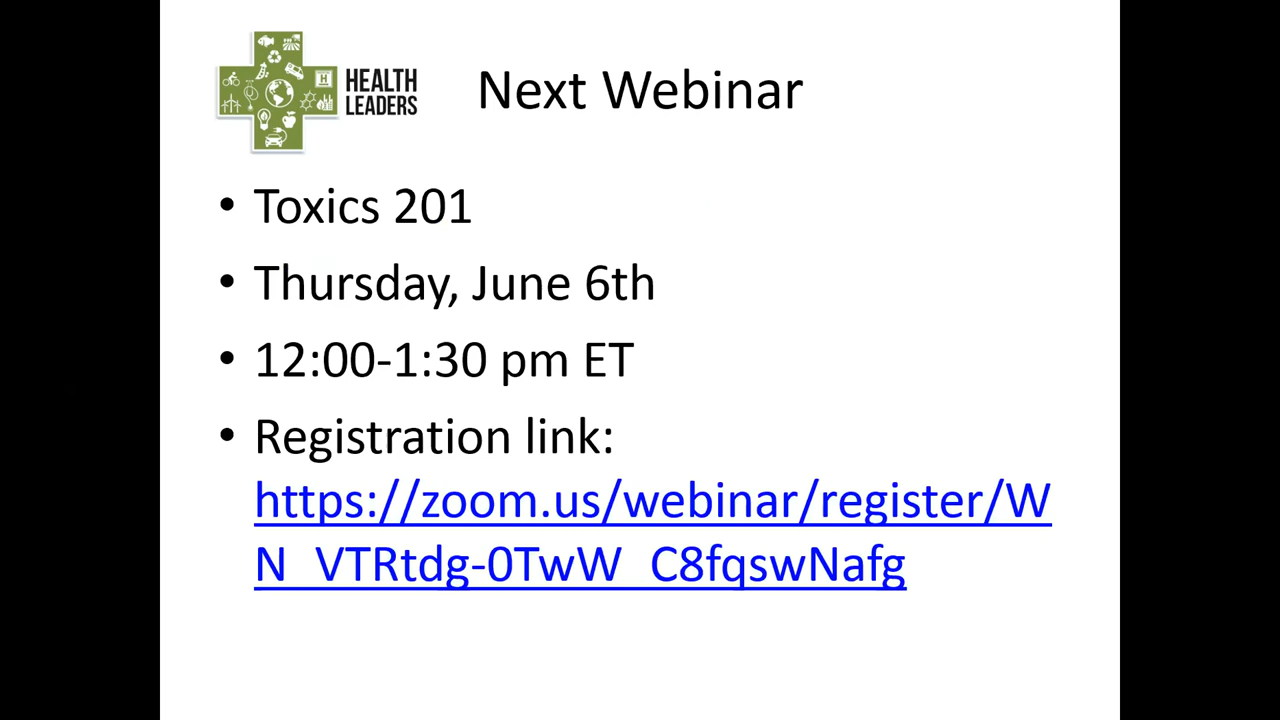 HEALTH
LEADERS
Next Webinar
• Toxics 201
• Thursday, June 6th
• 12:00-1:30 pm ET
• Registration link:
https://zoom.us/webinar/register/W
N_VTRtdg-0TwW_C8fqswNafg